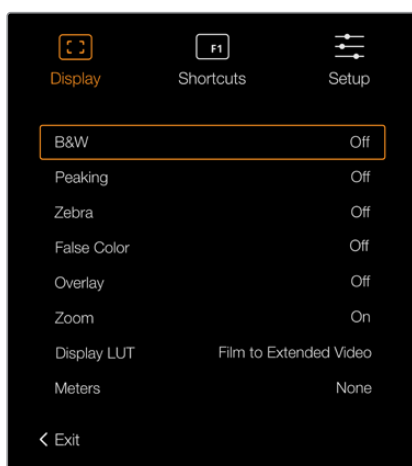 F1
Display Shortcuts Setup
B&W Off
Peaking Off
Zebra Off
False Color Off
Overlay Off
Zoom On
Display LUT Film to Extended Video
Meters None
Exit